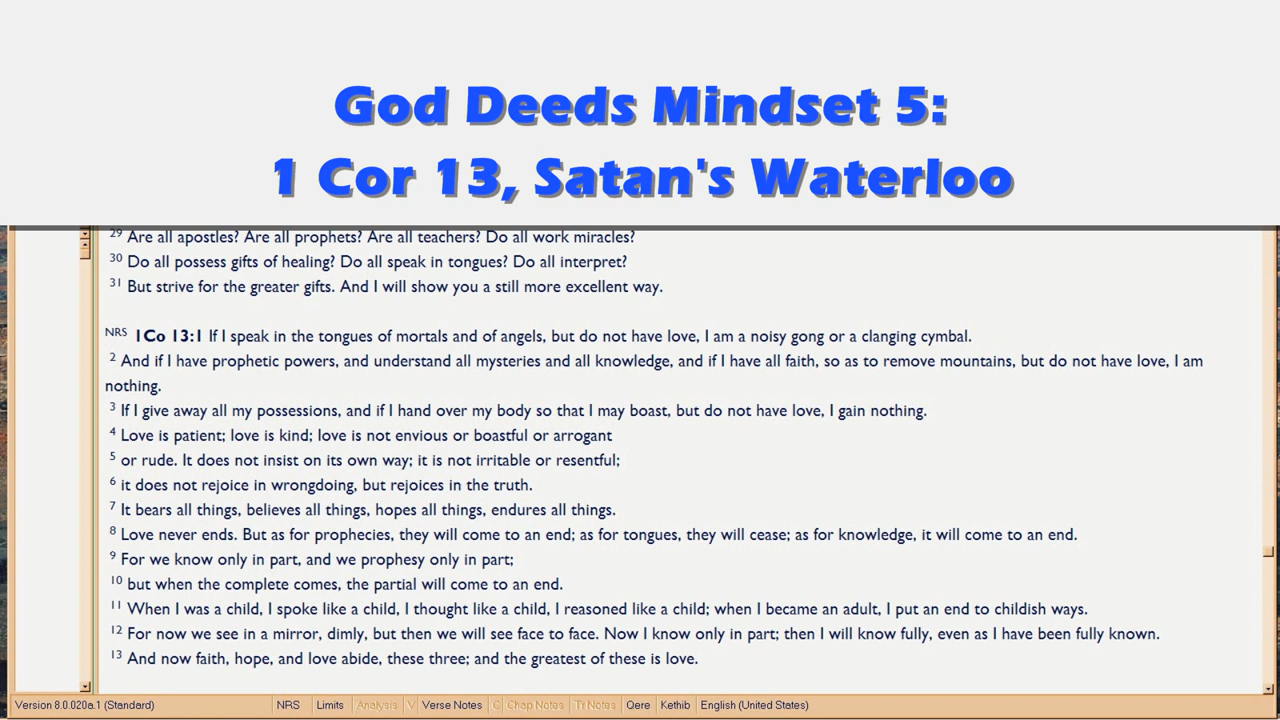 God Deeds Mindset 5:
1 Cor 13, Satan's Waterloo
29 Are all apostles? Are all prophets? Are all teachers? Do all work miracles?
30 Do all possess gifts of healing? Do all speak in tongues? Do all interpret?
31 But strive for the greater gifts. And I will show you a still more excellent way.
NRS 1Co 13:1 If I speak in the tongues of mortals and of angels, but do not have love, I am a noisy gong or a clanging cymbal.
2 And if I have prophetic powers, and understand all mysteries and all knowledge, and if I have all faith, so as to remove mountains, but do not have love, I am
nothing.
3 If I give away all my possessions, and if I hand over my body so that I may boast, but do not have love, I gain nothing.
4 Love is patient; love is kind; love is not envious or boastful or arrogant
5 or rude. It does not insist on its own way; it is not irritable or resentful;
6 it does not rejoice in wrongdoing, but rejoices in the truth.
7 It bears all things, believes all things, hopes all things, endures all things.
8 Love never ends. But as for prophecies, they will come to an end; as for tongues, they will cease; as for knowledge, it will come to an end.
9 For we know only in part, and we prophesy only in part;
10 but when the complete comes, the partial will come to an end.
11 When I was a child, I spoke like a child, I thought like a child, I reasoned like a child; when I became an adult, I put an end to childish ways.
12 For now we see in a mirror, dimly, but then we will see face to face. Now I know only in part; then I will know fully, even as I have been fully known.
13 And now faith, hope, and love abide, these three; and the greatest of these is love.
Version 8.0.020a.1 (Standard) NRS Limits Analysis V Verse Notes C Chap Notes Tr Notes Qere Kethib English (United States)